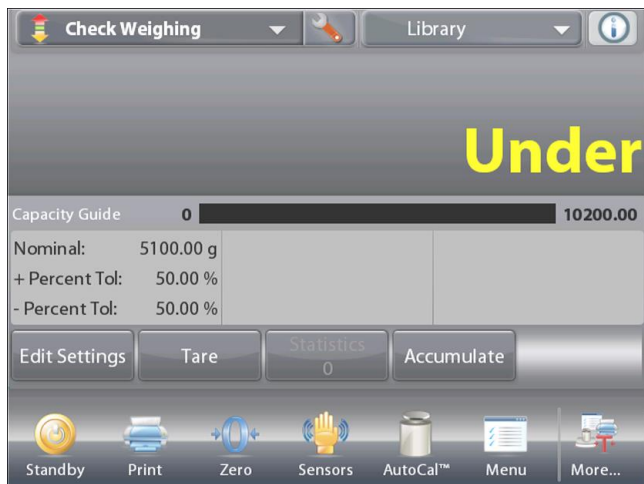 Check Weighing Library
Under
Capacity Guide 0 10200.00
Nominal: 5100.00 g
+ Percent Tol: 50.00 %
- Percent Tol: 50.00 %
Edit Settings Tare Statistics 0 Accumulate
Standby Print Zero Sensors AutoCal™ Menu More...